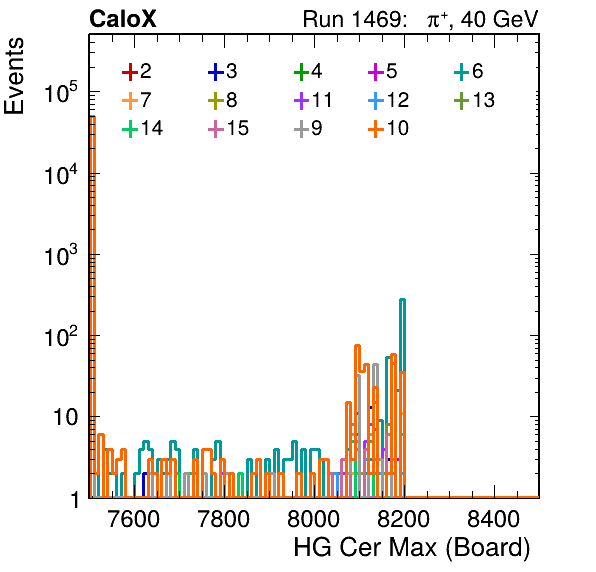 CaloX Run 1469: π⁺, 40 GeV
Events
2 3 4 5 6
7 8 11 12 13
14 15 9 10
10⁵
10⁴
10³
10²
10
1
7600 7800 8000 8200 8400
HG Cer Max (Board)